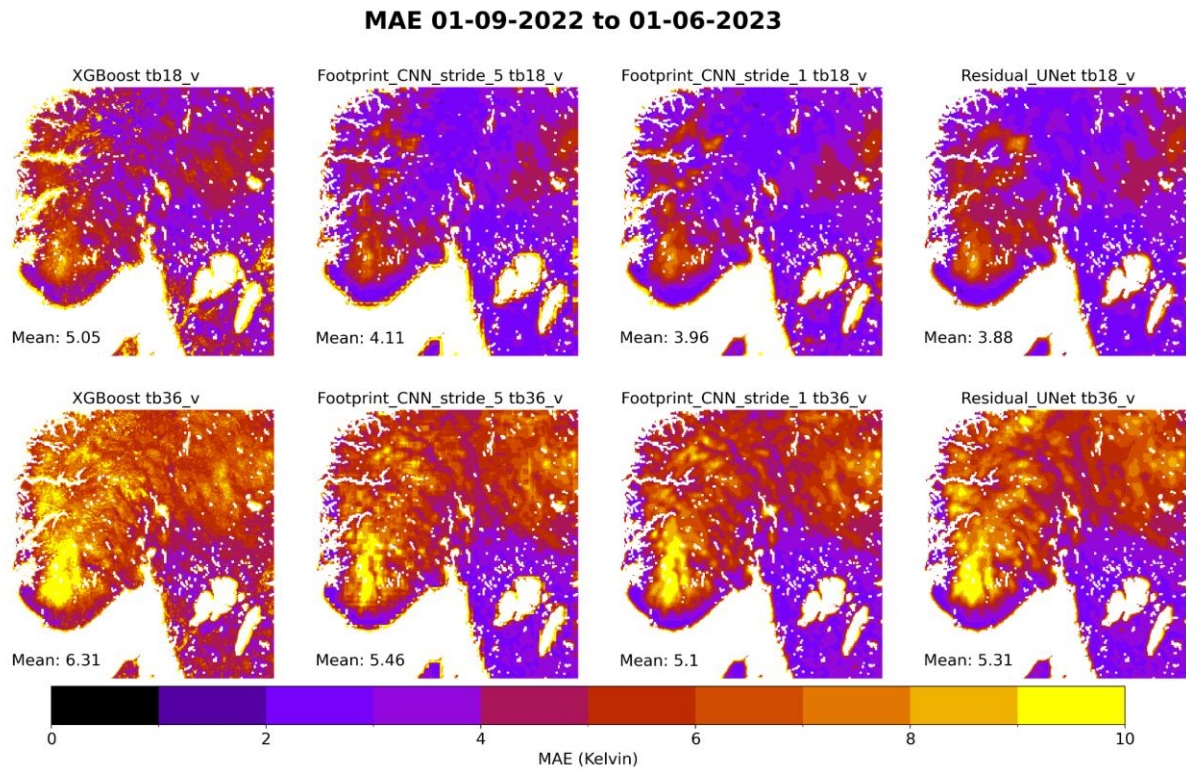 MAE 01-09-2022 to 01-06-2023
XGBoost tb18_v
Footprint_CNN_stride_5 tb18_v
Footprint_CNN_stride_1 tb18_v
Residual_UNet tb18_v
Mean: 5.05
Mean: 4.11
Mean: 3.96
Mean: 3.88
XGBoost tb36_v
Footprint_CNN_stride_5 tb36_v
Footprint_CNN_stride_1 tb36_v
Residual_UNet tb36_v
Mean: 6.31
Mean: 5.46
Mean: 5.1
Mean: 5.31
0 2 4 6 8 10
MAE (Kelvin)